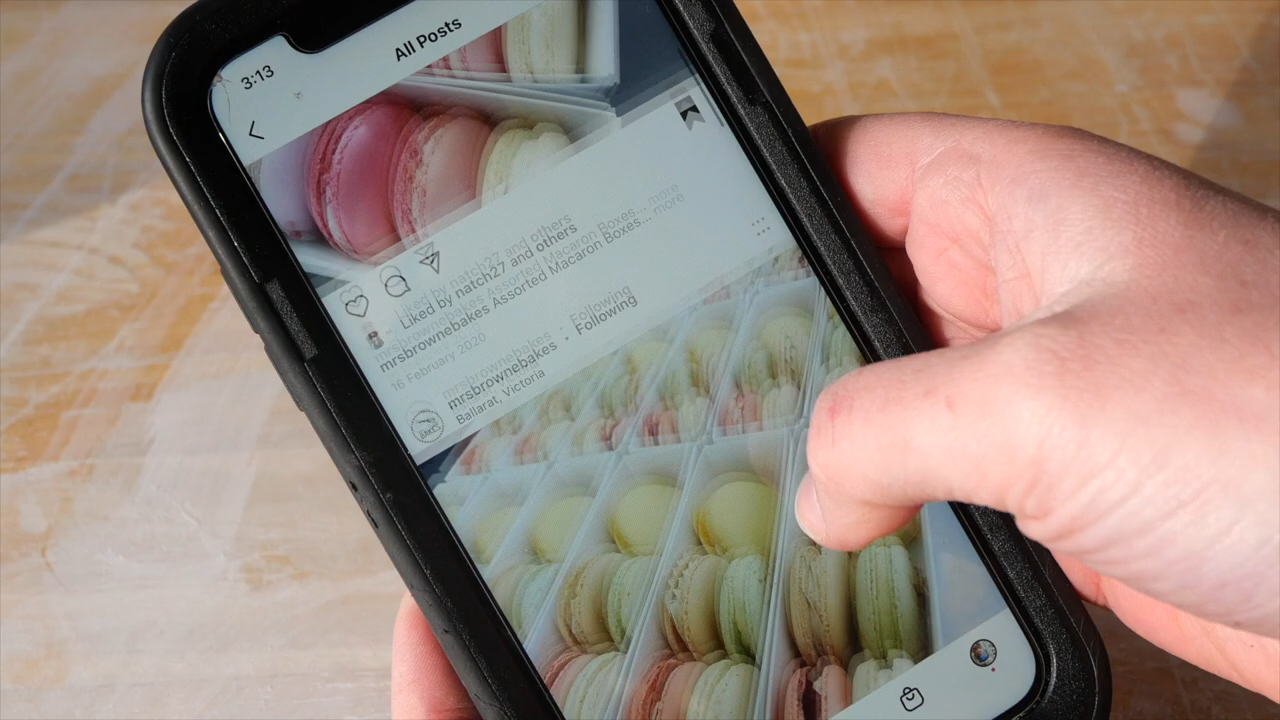 3:13
All Posts
Liked by natch27 and others
mrsbrownebakes Assorted Macaron Boxes... more
16 February 2020
mrsbrownebakes • Following
Ballarat, Victoria
BAKES